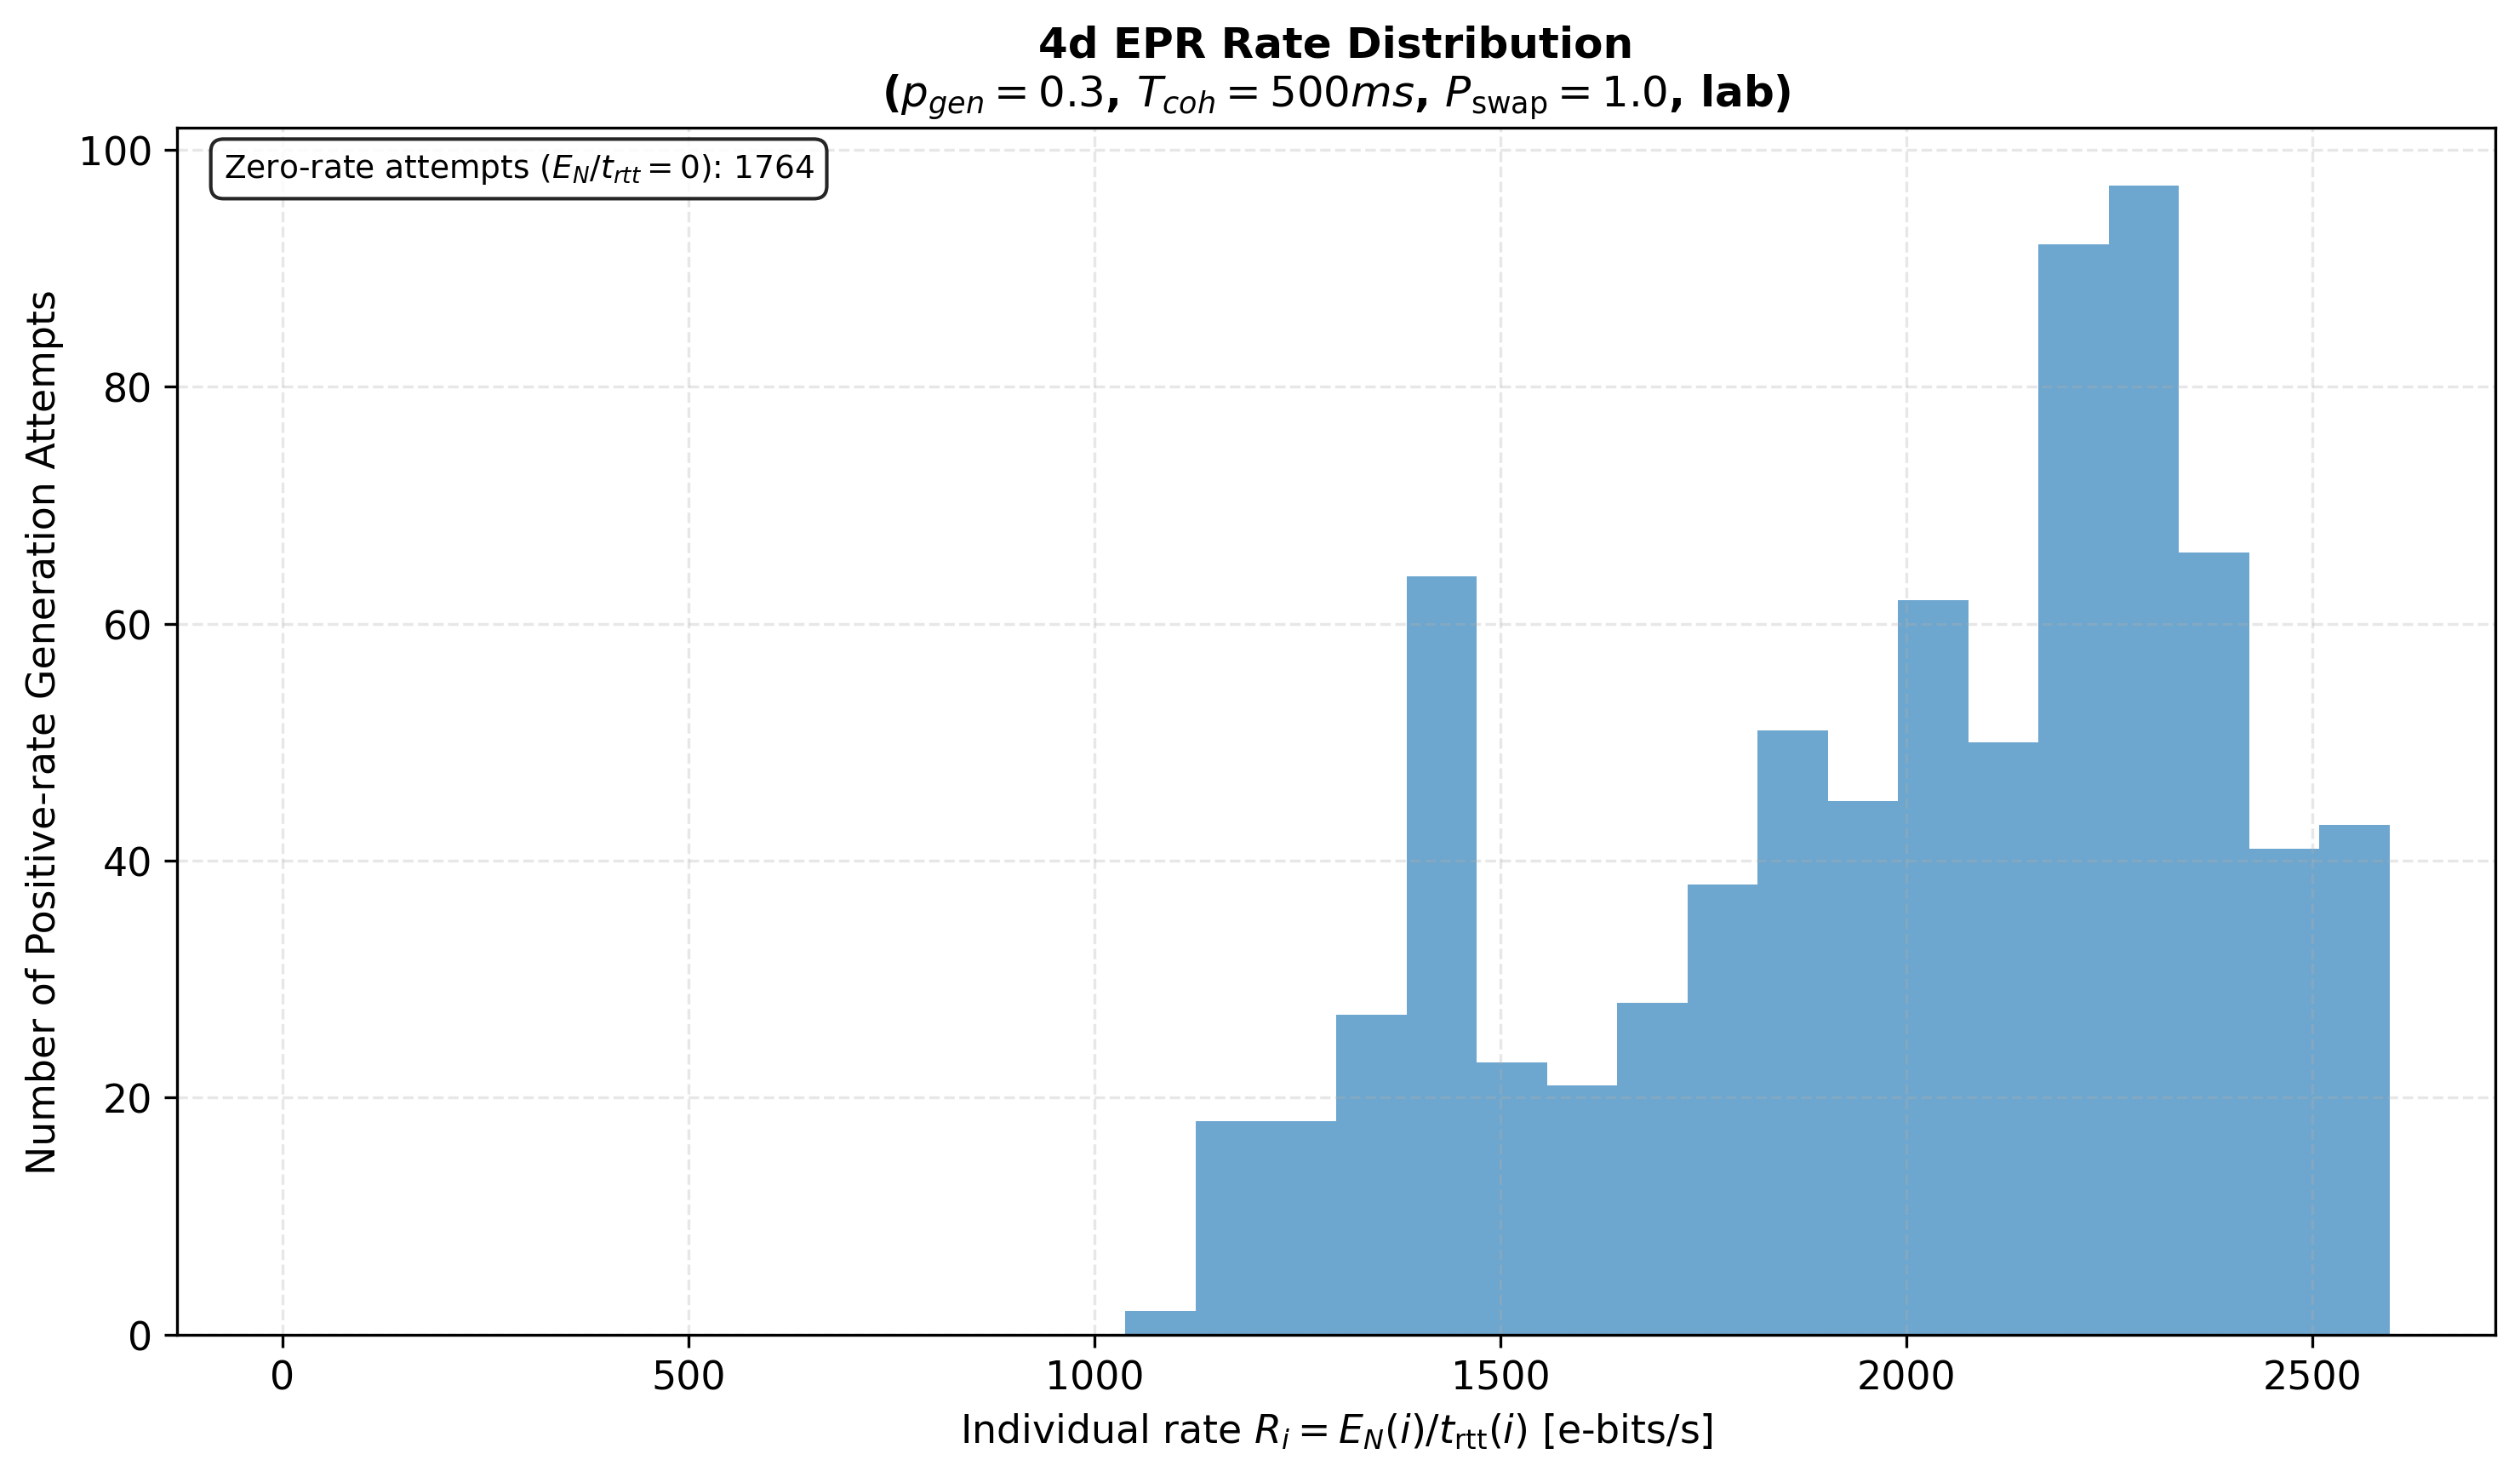 4d EPR Rate Distribution
(p_gen = 0.3, T_coh = 500ms, P_swap = 1.0, lab)
Zero-rate attempts (E_N/t_rtt = 0): 1764
Number of Positive-rate Generation Attempts
100
80
60
40
20
0
0 500 1000 1500 2000 2500
Individual rate R_i = E_N(i)/t_rtt(i) [e-bits/s]